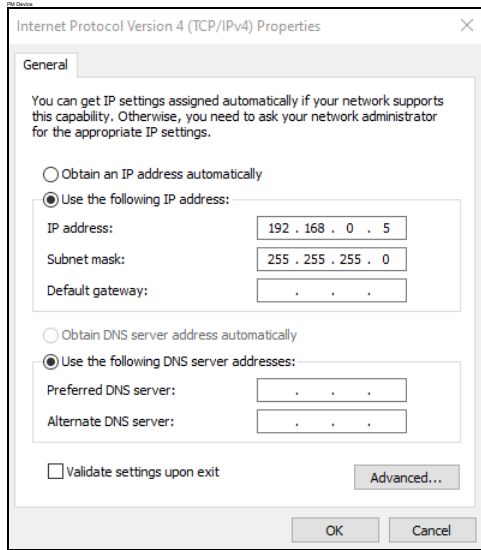 PM Device
Internet Protocol Version 4 (TCP/IPv4) Properties
General
You can get IP settings assigned automatically if your network supports
this capability. Otherwise, you need to ask your network administrator
for the appropriate IP settings.
Obtain an IP address automatically
Use the following IP address:
IP address: 192 . 168 . 0 . 5
Subnet mask: 255 . 255 . 255 . 0
Default gateway: . . .
Obtain DNS server address automatically
Use the following DNS server addresses:
Preferred DNS server: . . .
Alternate DNS server: . . .
Validate settings upon exit
Advanced...
OK Cancel